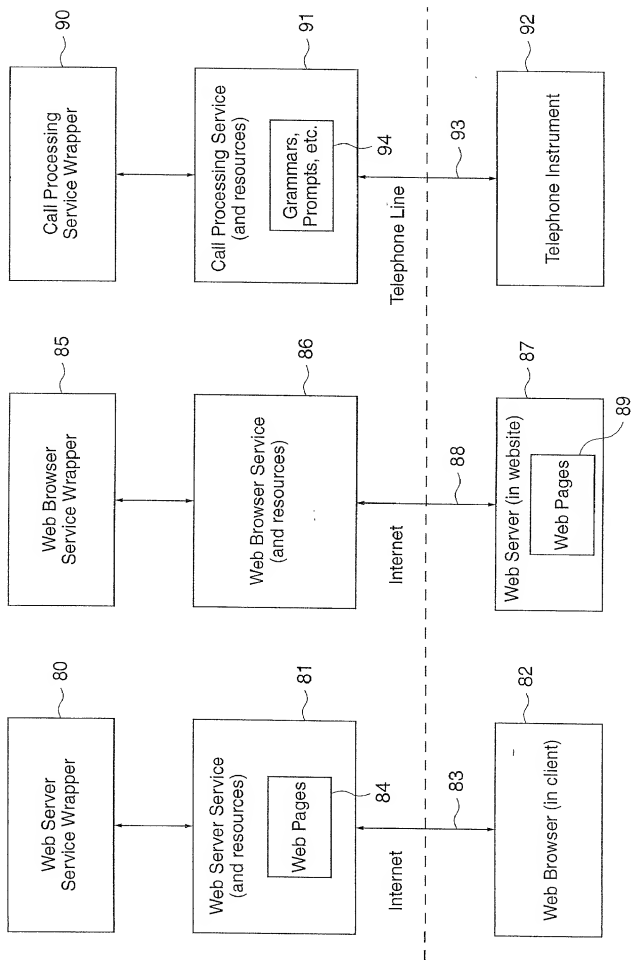 80
Web Server
Service Wrapper
81
Web Server Service
(and resources)
Web Pages
84
Internet
83
82
Web Browser (in client)
85
Web Browser
Service Wrapper
86
Web Browser Service
(and resources)
Internet
88
87
Web Server (in website)
Web Pages
89
90
Call Processing
Service Wrapper
91
Call Processing Service
(and resources)
Grammars,
Prompts, etc.
94
Telephone Line
93
92
Telephone Instrument